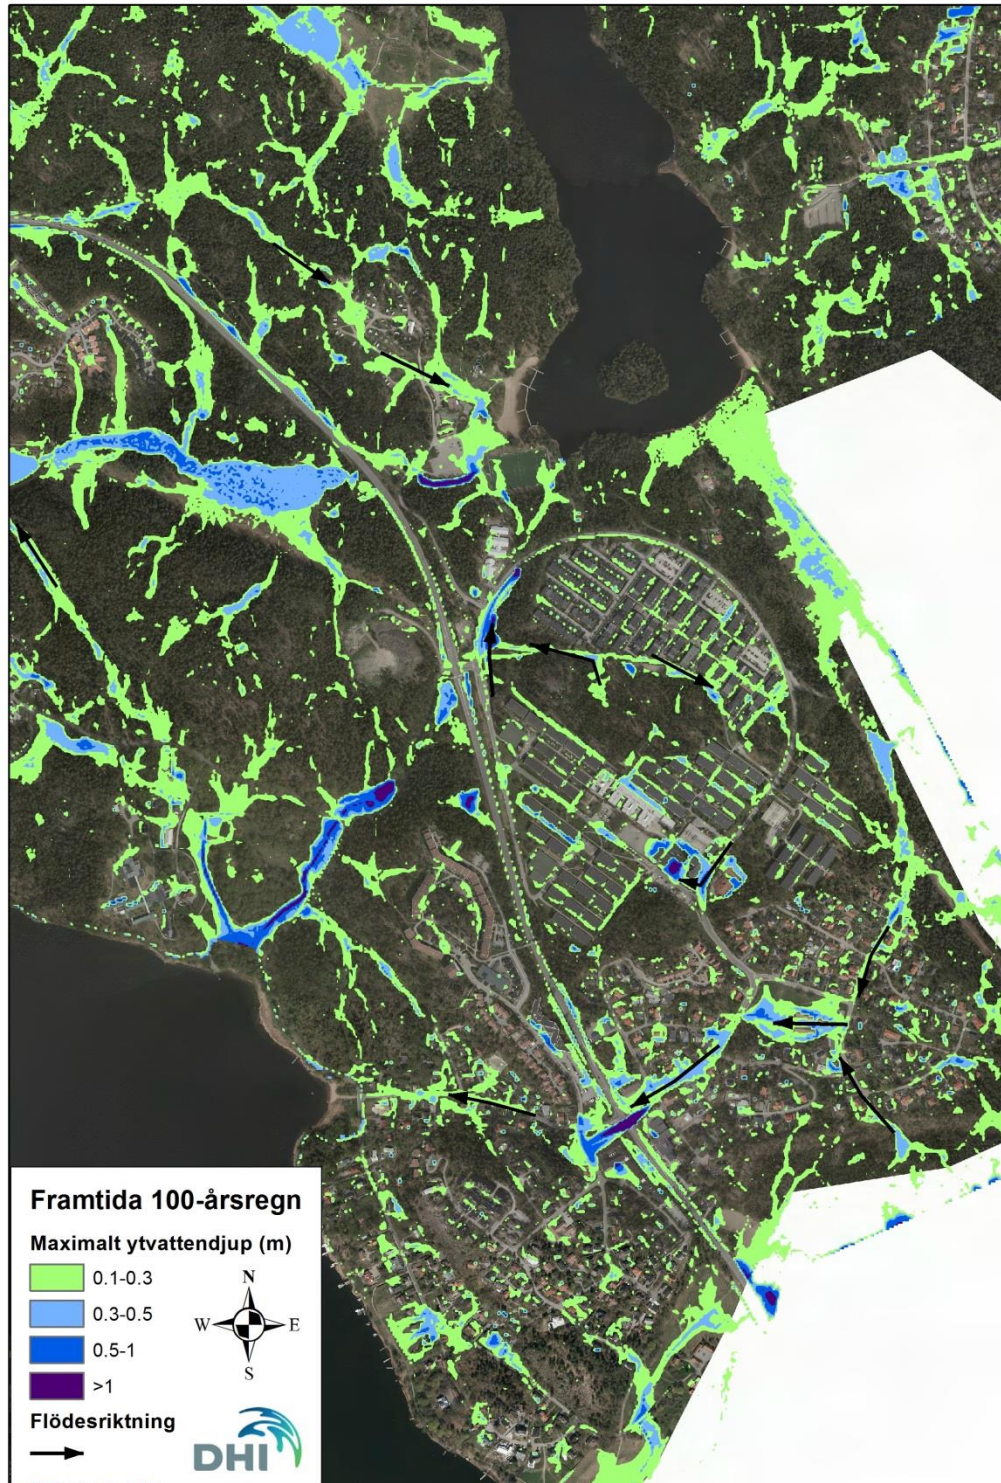 Framtida 100-årsregn
Maximalt ytvattendjup (m)
0.1-0.3
0.3-0.5
0.5-1
>1
N
W E
S
Flödesriktning
DHI